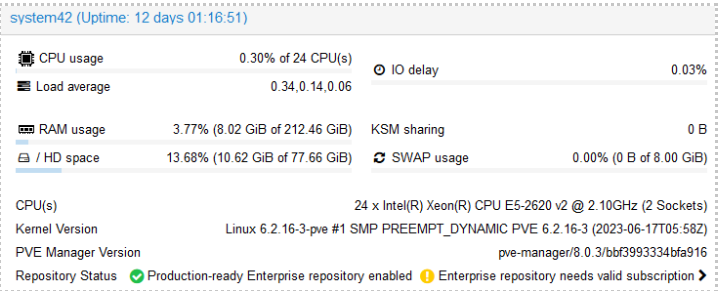 system42 (Uptime: 12 days 01:16:51)
CPU usage 0.30% of 24 CPU(s)
IO delay 0.03%
Load average 0.34,0.14,0.06
RAM usage 3.77% (8.02 GiB of 212.46 GiB)
KSM sharing 0 B
/ HD space 13.68% (10.62 GiB of 77.66 GiB)
SWAP usage 0.00% (0 B of 8.00 GiB)
CPU(s) 24 x Intel(R) Xeon(R) CPU E5-2620 v2 @ 2.10GHz (2 Sockets)
Kernel Version Linux 6.2.16-3-pve #1 SMP PREEMPT_DYNAMIC PVE 6.2.16-3 (2023-06-17T05:58Z)
PVE Manager Version pve-manager/8.0.3/bbf3993334bfa916
Repository Status Production-ready Enterprise repository enabled Enterprise repository needs valid subscription